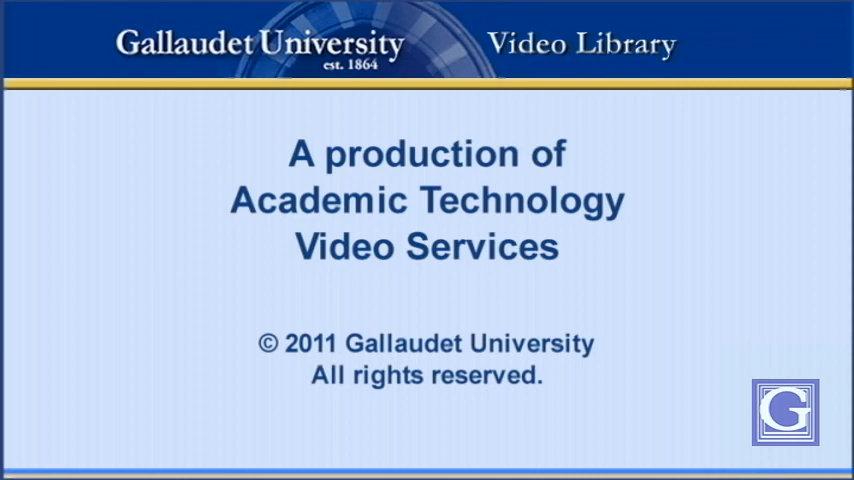 Gallaudet University Video Library
est. 1864
A production of
Academic Technology
Video Services
© 2011 Gallaudet University
All rights reserved.
G